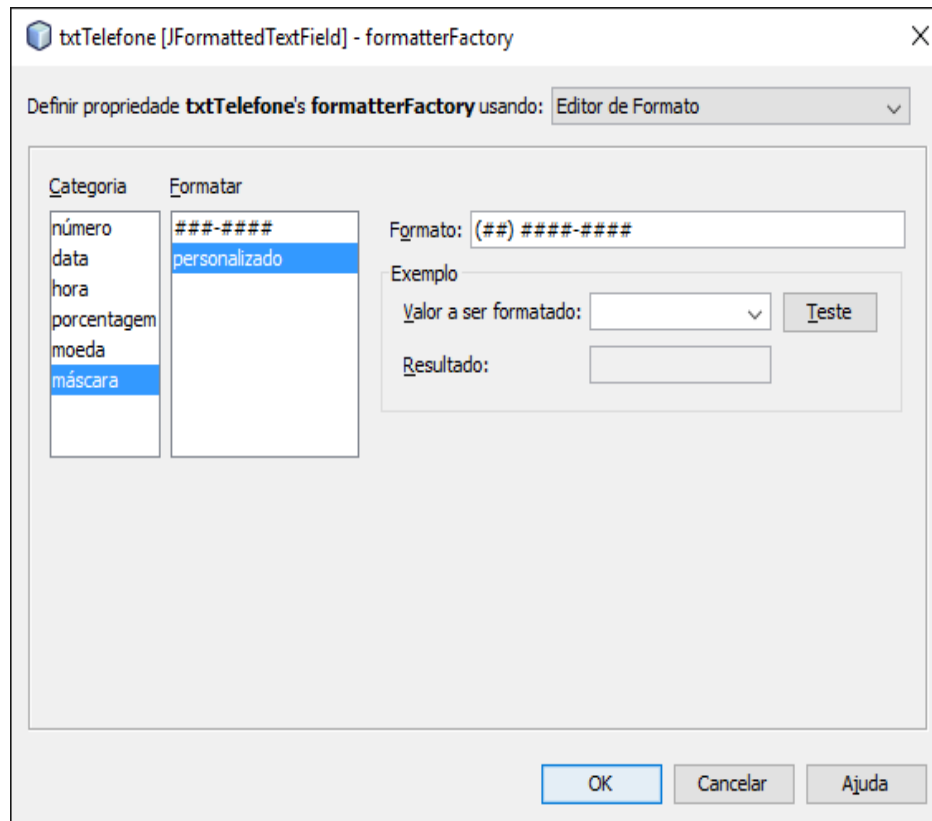 txtTelefone [JFormattedTextField] - formatterFactory
Definir propriedade txtTelefone's formatterFactory usando: Editor de Formato
Categoria Formatar
número
data
hora
porcentagem
moeda
máscara
###-####
personalizado
Formato: (##) ####-####
Exemplo
Valor a ser formatado: Teste
Resultado:
OK Cancelar Ajuda